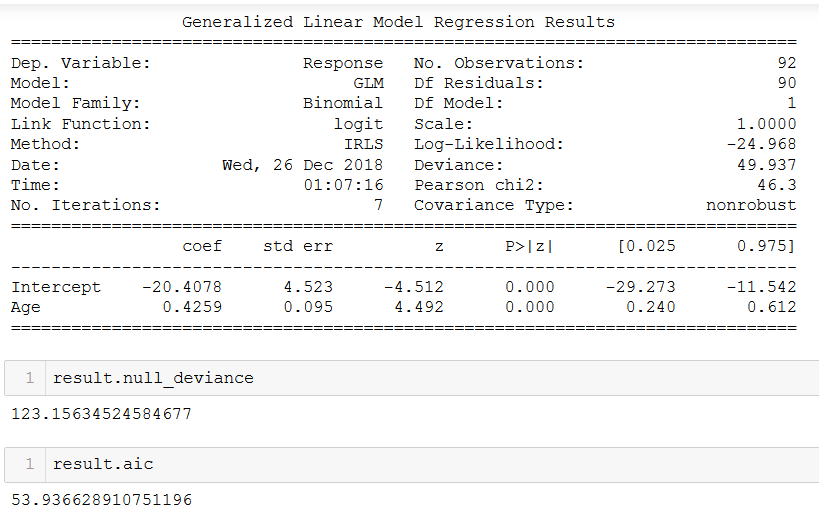 Generalized Linear Model Regression Results
==============================================================================
Dep. Variable: Response No. Observations: 92
Model: GLM Df Residuals: 90
Model Family: Binomial Df Model: 1
Link Function: logit Scale: 1.0000
Method: IRLS Log-Likelihood: -24.968
Date: Wed, 26 Dec 2018 Deviance: 49.937
Time: 01:07:16 Pearson chi2: 46.3
No. Iterations: 7 Covariance Type: nonrobust
==============================================================================
coef std err z P>|z| [0.025 0.975]
------------------------------------------------------------------------------
Intercept -20.4078 4.523 -4.512 0.000 -29.273 -11.542
Age 0.4259 0.095 4.492 0.000 0.240 0.612
==============================================================================
1 result.null_deviance
123.15634524584677
1 result.aic
53.936628910751196